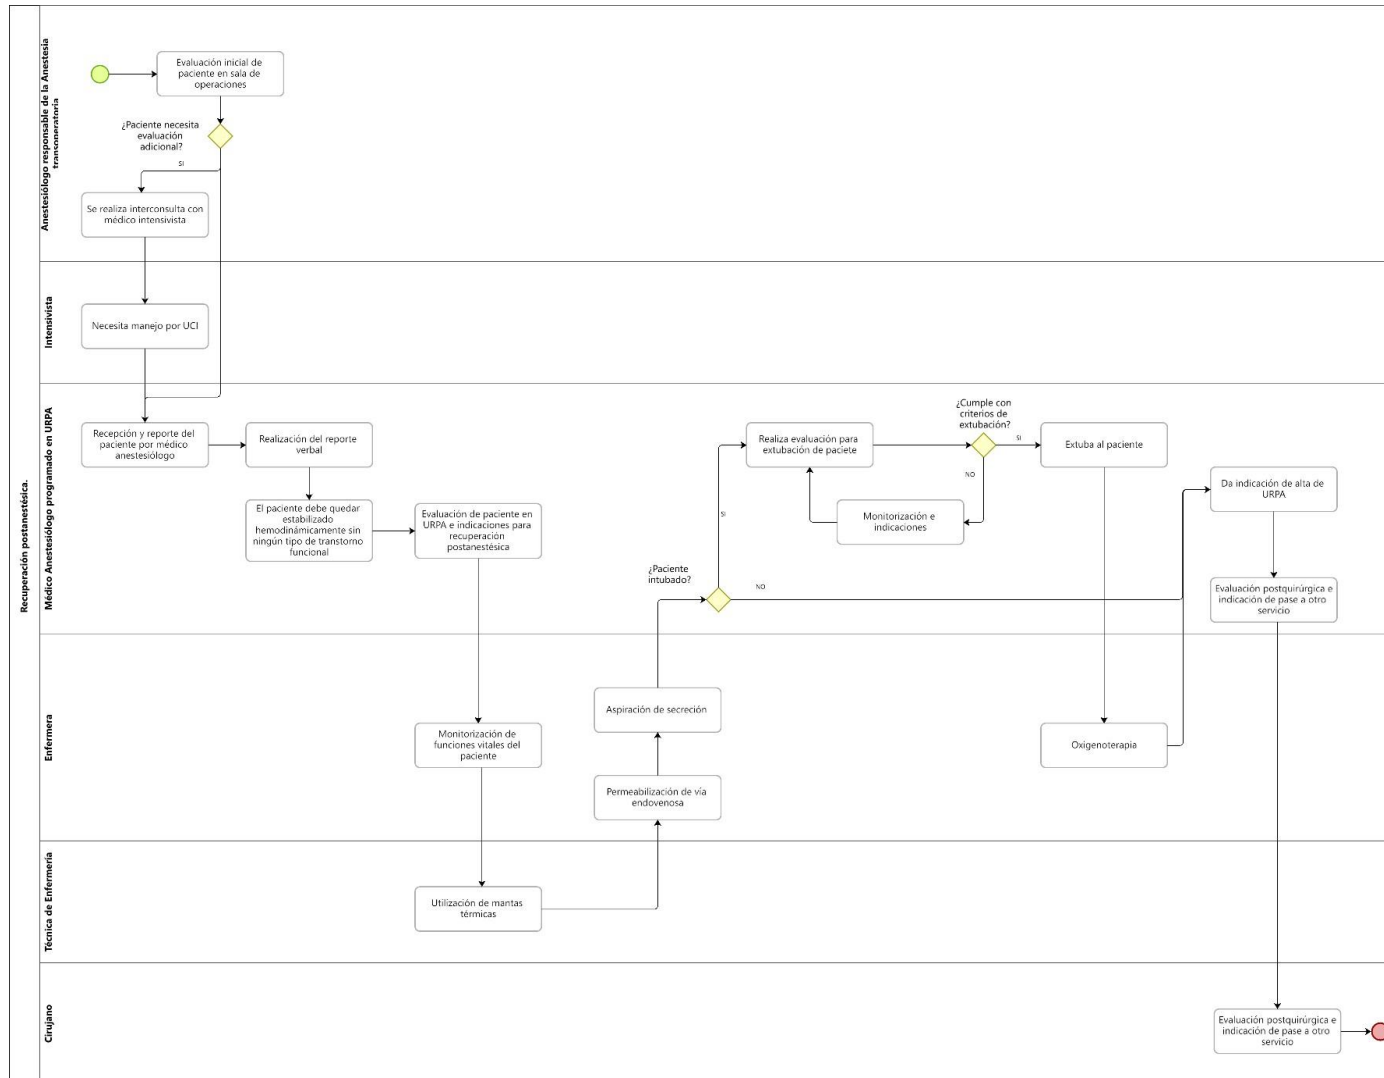 Recuperación postanestésica.
Anestesiólogo responsable de la Anestesia
transoperatoria
Evaluación inicial de
paciente en sala de
operaciones
¿Paciente necesita
evaluación
adicional?
SI
Se realiza interconsulta con
médico intensivista
Intensivista
Necesita manejo por UCI
Médico Anestesiólogo programado en URPA
Recepción y reporte del
paciente por médico
anestesiólogo
Realización del reporte
verbal
El paciente debe quedar
estabilizado
hemodinámicamente sin
ningún tipo de transtorno
funcional
Evaluación de paciente en
URPA e indicaciones para
recuperación
postanestésica
¿Paciente
intubado?
SI
NO
Realiza evaluación para
extubación de paciete
¿Cumple con
criterios de
extubación?
SI
NO
Monitorización e
indicaciones
Extuba al paciente
Da indicación de alta de
URPA
Evaluación postquirúrgica e
indicación de pase a otro
servicio
Enfermera
Monitorización de
funciones vitales del
paciente
Aspiración de secreción
Permeabilización de vía
endovenosa
Oxigenoterapia
Técnica de Enfermería
Utilización de mantas
térmicas
Cirujano
Evaluación postquirúrgica e
indicación de pase a otro
servicio